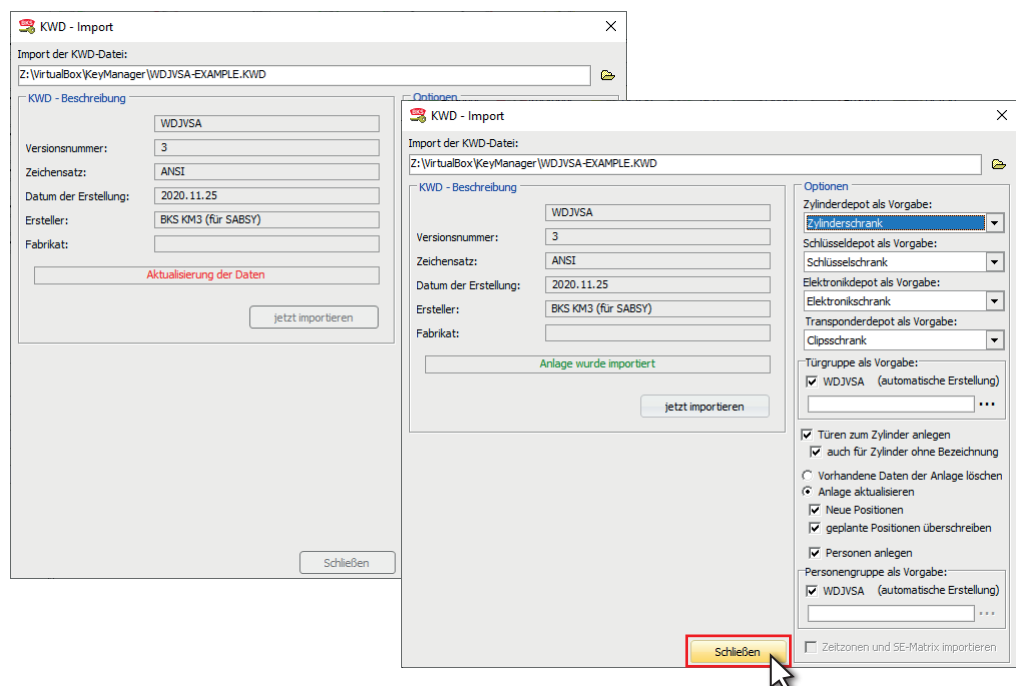 KWD - Import
Import der KWD-Datei:
Z:\VirtualBox\KeyManager\WDJVSA-EXAMPLE.KWD
KWD - Beschreibung
Optionen
WDJVSA
Versionsnummer: 3
Zeichensatz: ANSI
Datum der Erstellung: 2020.11.25
Ersteller: BKS KM3 (für SABSY)
Fabrikat:
Aktualisierung der Daten
jetzt importieren
Schließen
BKS KWD - Import
Import der KWD-Datei:
Z:\VirtualBox\KeyManager\WDJVSA-EXAMPLE.KWD
KWD - Beschreibung
WDJVSA
Versionsnummer: 3
Zeichensatz: ANSI
Datum der Erstellung: 2020.11.25
Ersteller: BKS KM3 (für SABSY)
Fabrikat:
Anlage wurde importiert
jetzt importieren
Optionen
Zylinderdepot als Vorgabe:
Zylinderschrank
Schlüsseldepot als Vorgabe:
Schlüsselschrank
Elektronikdepot als Vorgabe:
Elektronikschrank
Transponderdepot als Vorgabe:
Clipsschrank
Türgruppe als Vorgabe:
WDJVSA (automatische Erstellung)
...
Türen zum Zylinder anlegen
auch für Zylinder ohne Bezeichnung
Vorhandene Daten der Anlage löschen
Anlage aktualisieren
Neue Positionen
geplante Positionen überschreiben
Personen anlegen
Personengruppe als Vorgabe:
WDJVSA (automatische Erstellung)
...
Zeitzonen und SE-Matrix importieren
Schließen